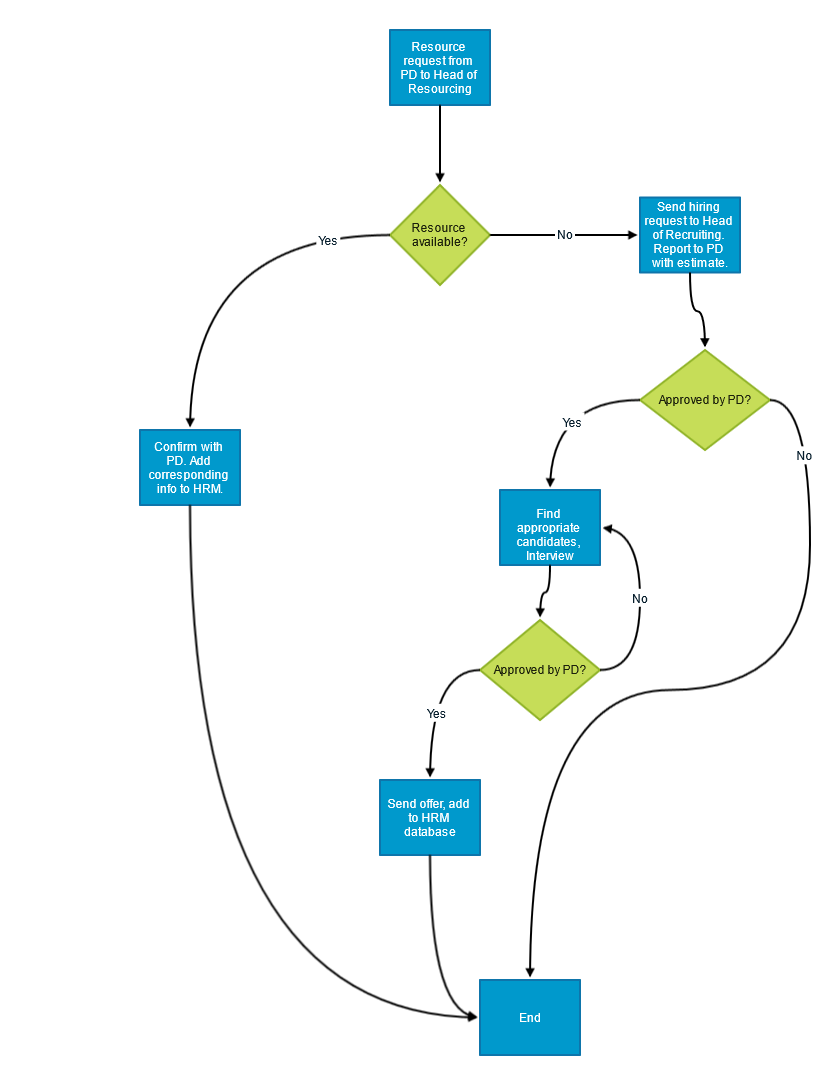 Resource
request from
PD to Head of
Resourcing
Resource
available?
Yes
No
Send hiring
request to Head
of Recruiting.
Report to PD
with estimate.
Approved by PD?
Yes
No
Confirm with
PD. Add
corresponding
info to HRM.
Find
appropriate
candidates,
Interview
No
Approved by PD?
Yes
Send offer, add
to HRM
database
End